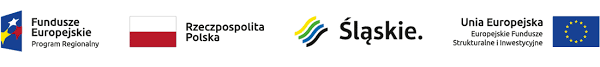 Fundusze
Europejskie
Program Regionalny
Rzeczpospolita
Polska
Śląskie.
Unia Europejska
Europejskie Fundusze
Strukturalne i Inwestycyjne